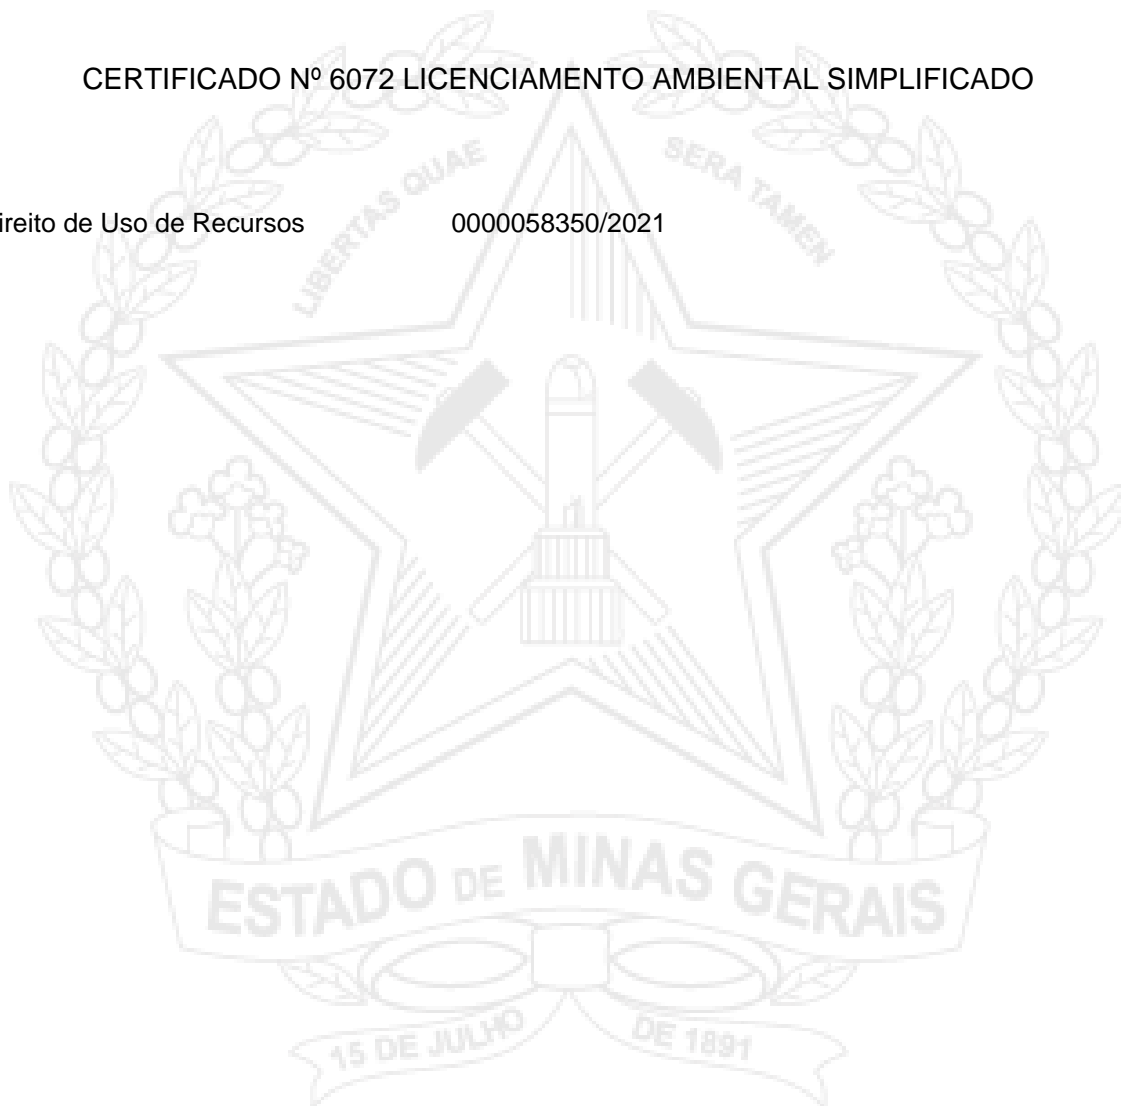 CERTIFICADO Nº 6072 LICENCIAMENTO AMBIENTAL SIMPLIFICADO
LIBERTAS QUAE SERA TAMEN
ireito de Uso de Recursos 0000058350/2021
ESTADO DE MINAS GERAIS
15 DE JULHO DE 1891